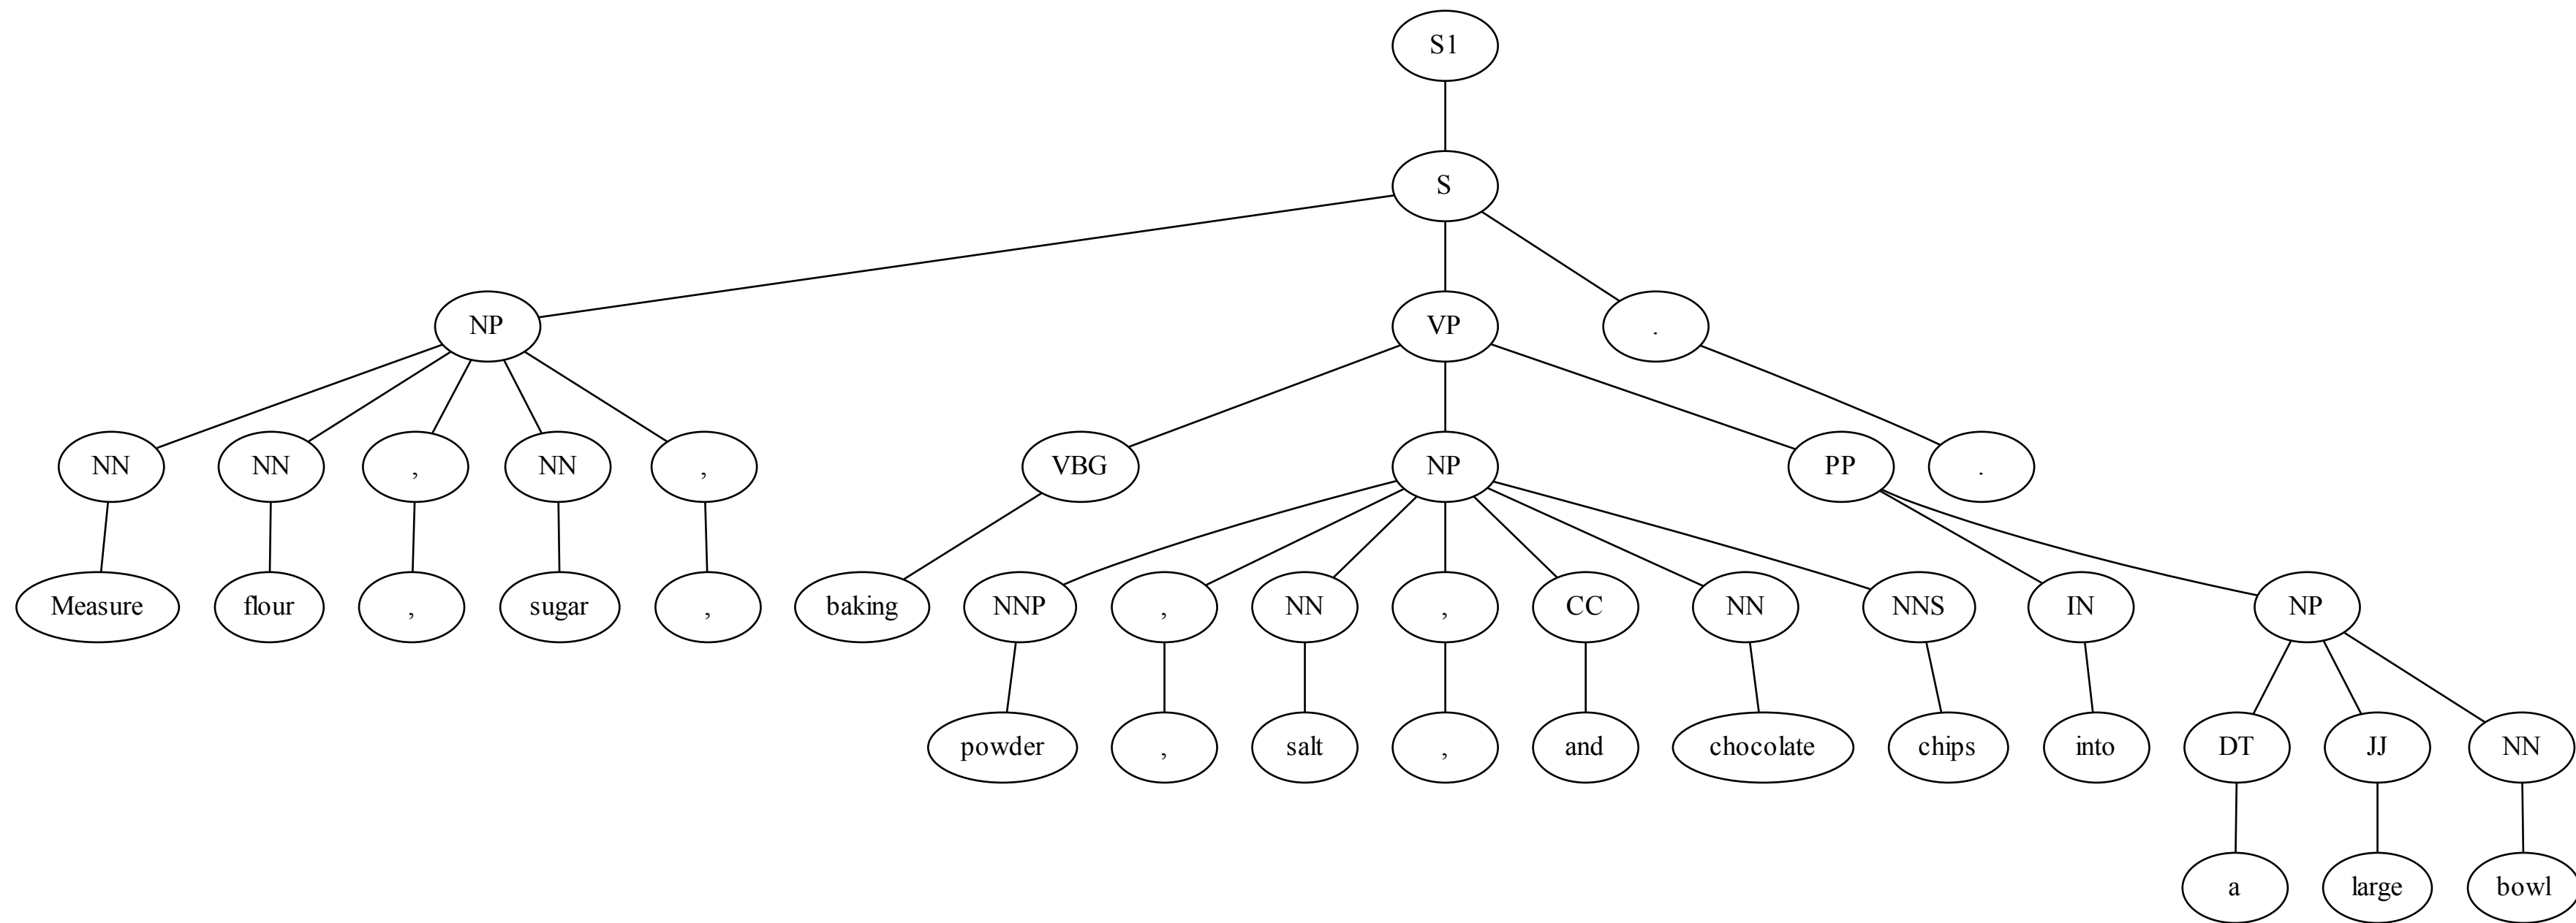 S1
S
NP VP .
NN NN , NN , VBG NP PP .
Measure flour , sugar , baking NNP , NN , CC NN NNS IN NP
powder , salt , and chocolate chips into DT JJ NN
a large bowl